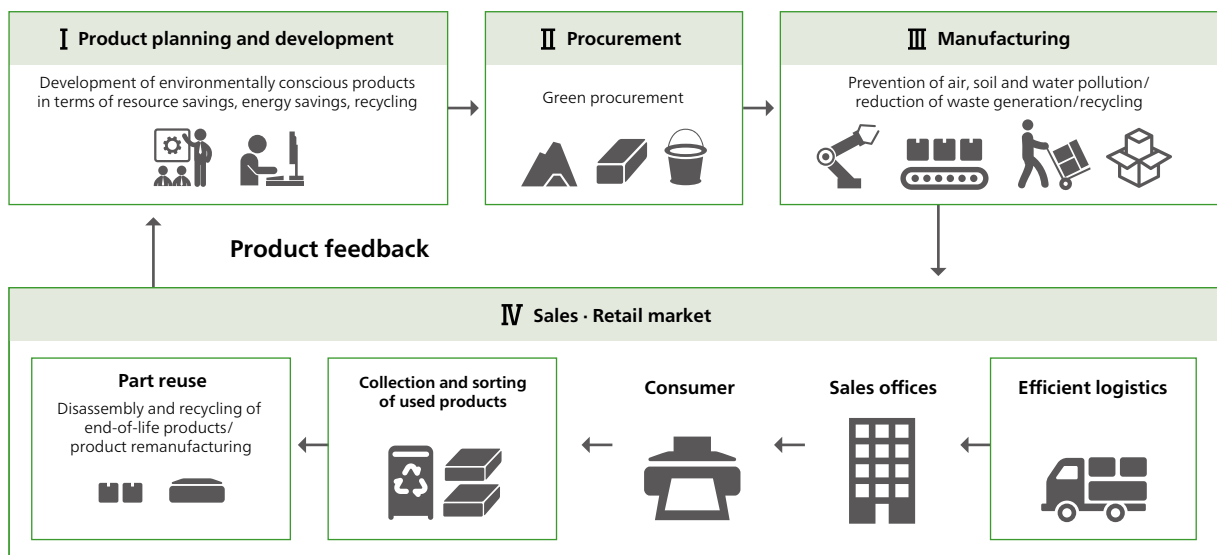 I Product planning and development
Development of environmentally conscious products
in terms of resource savings, energy savings, recycling
II Procurement
Green procurement
III Manufacturing
Prevention of air, soil and water pollution/
reduction of waste generation/recycling
Product feedback
IV Sales · Retail market
Part reuse
Disassembly and recycling of
end-of-life products/
product remanufacturing
Collection and sorting
of used products
Consumer
Sales offices
Efficient logistics